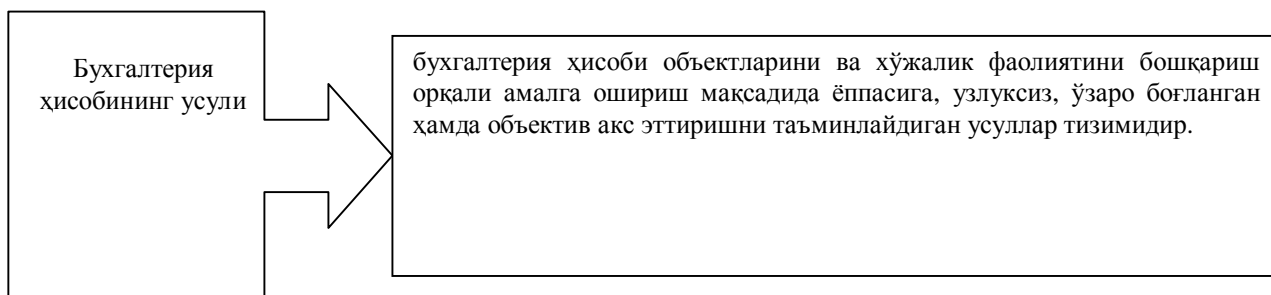 Бухгалтерия
ҳисобининг усули
бухгалтерия ҳисоби объектларини ва хўжалик фаолиятини бошқариш
орқали амалга ошириш мақсадида ёппасига, узлуксиз, ўзаро боғланган
ҳамда объектив акс эттиришни таъминлайдиган усуллар тизимидир.